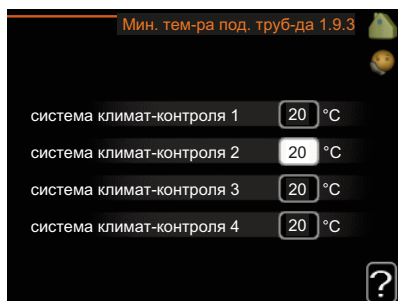 Мин. тем-ра под. труб-да 1.9.3
система климат-контроля 1 20 °C
система климат-контроля 2 20 °C
система климат-контроля 3 20 °C
система климат-контроля 4 20 °C
?